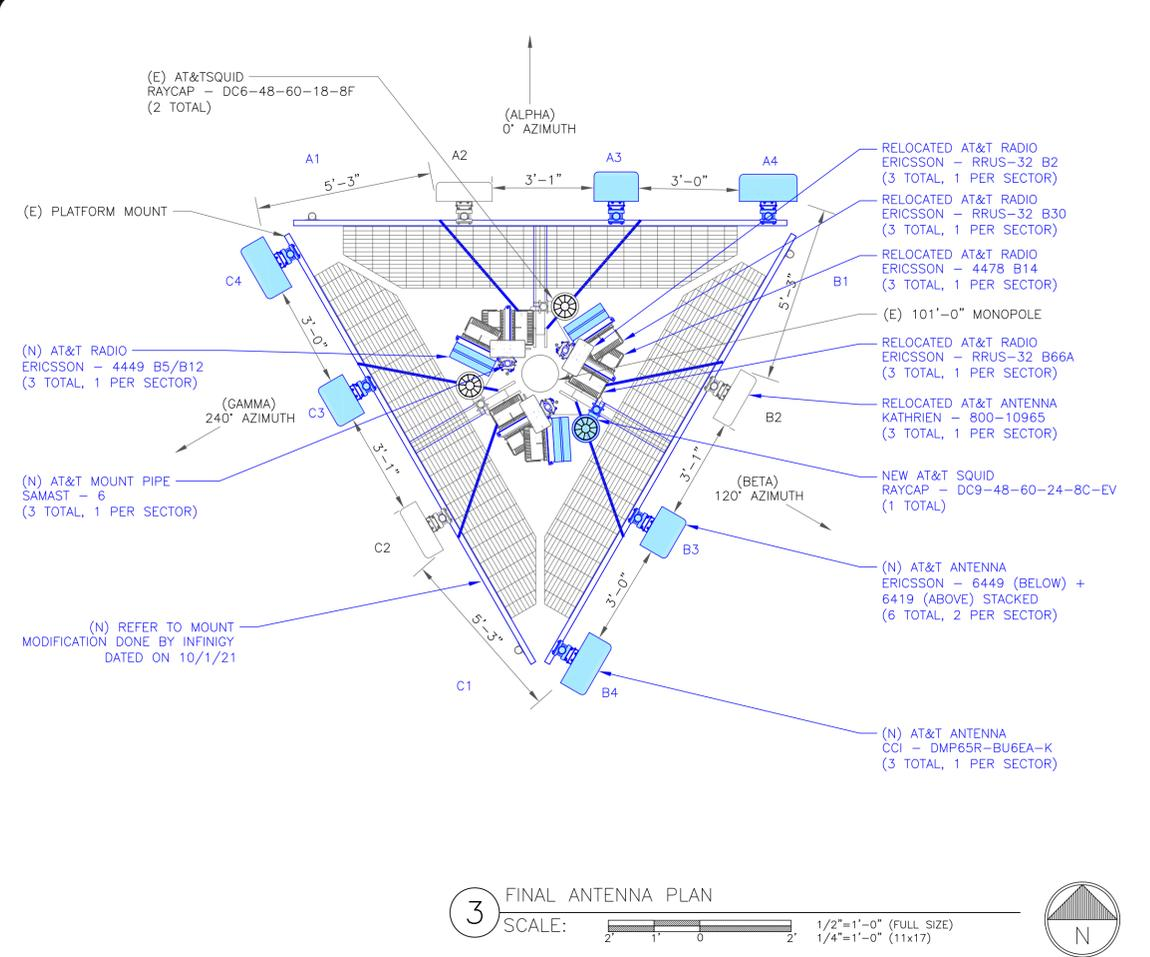 (E) AT&TSQUID
RAYCAP - DC6-48-60-18-8F
(2 TOTAL)
(ALPHA)
0° AZIMUTH
A1
A2
A3
A4
5'-3"
3'-1"
3'-0"
(E) PLATFORM MOUNT
C4
3'-0"
(N) AT&T RADIO
ERICSSON - 4449 B5/B12
(3 TOTAL, 1 PER SECTOR)
(GAMMA)
240° AZIMUTH
C3
3'-1"
(N) AT&T MOUNT PIPE
SAMAST - 6
(3 TOTAL, 1 PER SECTOR)
C2
5'-3"
(N) REFER TO MOUNT
MODIFICATION DONE BY INFINIGY
DATED ON 10/1/21
C1
RELOCATED AT&T RADIO
ERICSSON - RRUS-32 B2
(3 TOTAL, 1 PER SECTOR)
RELOCATED AT&T RADIO
ERICSSON - RRUS-32 B30
(3 TOTAL, 1 PER SECTOR)
RELOCATED AT&T RADIO
ERICSSON - 4478 B14
(3 TOTAL, 1 PER SECTOR)
B1
5'-3"
(E) 101'-0" MONOPOLE
RELOCATED AT&T RADIO
ERICSSON - RRUS-32 B66A
(3 TOTAL, 1 PER SECTOR)
RELOCATED AT&T ANTENNA
KATHRIEN - 800-10965
(3 TOTAL, 1 PER SECTOR)
B2
3'-1"
(BETA)
120° AZIMUTH
NEW AT&T SQUID
RAYCAP - DC9-48-60-24-8C-EV
(1 TOTAL)
B3
3'-0"
(N) AT&T ANTENNA
ERICSSON - 6449 (BELOW) +
6419 (ABOVE) STACKED
(6 TOTAL, 2 PER SECTOR)
B4
(N) AT&T ANTENNA
CCI - DMP65R-BU6EA-K
(3 TOTAL, 1 PER SECTOR)
3
FINAL ANTENNA PLAN
SCALE:
2' 1' 0 2'
1/2"=1'-0" (FULL SIZE)
1/4"=1'-0" (11x17)
N